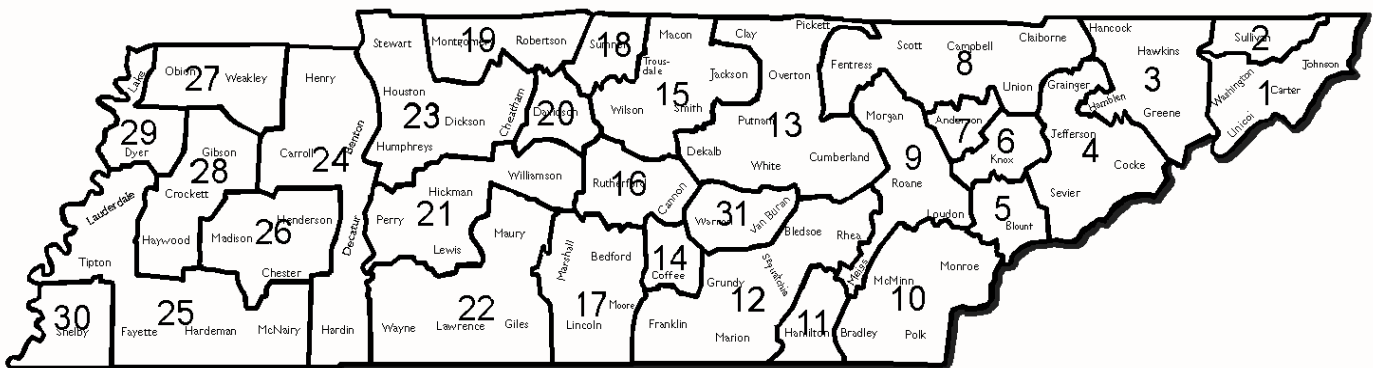 Lake
Obion
27
Weakley
Henry
29
Dyer
Gibson
28
Crockett
Carroll
24
Benton
Lauderdale
Haywood
Madison
26
Henderson
Chester
Decatur
Tipton
30
Shelby
25
Fayette
Hardeman
McNairy
Hardin
Stewart
19
Montgomery
Robertson
Houston
23
Dickson
Humphreys
Cheatham
20
Davidson
18
Sumner
Macon
Trous-
dale
Jackson
15
Smith
Wilson
Clay
Pickett
Overton
Fentress
Putnam
13
Dekalb
White
Cumberland
Hickman
Williamson
Perry
21
Lewis
Maury
Rutherford
16
Cannon
Warren
31
Van Buran
Bledsoe
Rhea
Marshall
Bedford
14
Coffee
Grundy
Sequatchie
Meigs
22
Wayne
Lawrence
Giles
17
Moore
Lincoln
Franklin
12
Marion
11
Hamilton
10
McMinn
Monroe
Bradley
Polk
Scott
Campbell
Claiborne
8
Union
Morgan
Anderson
7
6
Knox
9
Roane
Loudon
5
Blount
Hancock
Hawkins
3
Greene
Grainger
Hamblen
Jefferson
4
Cocke
Sevier
Sullivan
2
Johnson
Washington
1
Carter
Unicoi